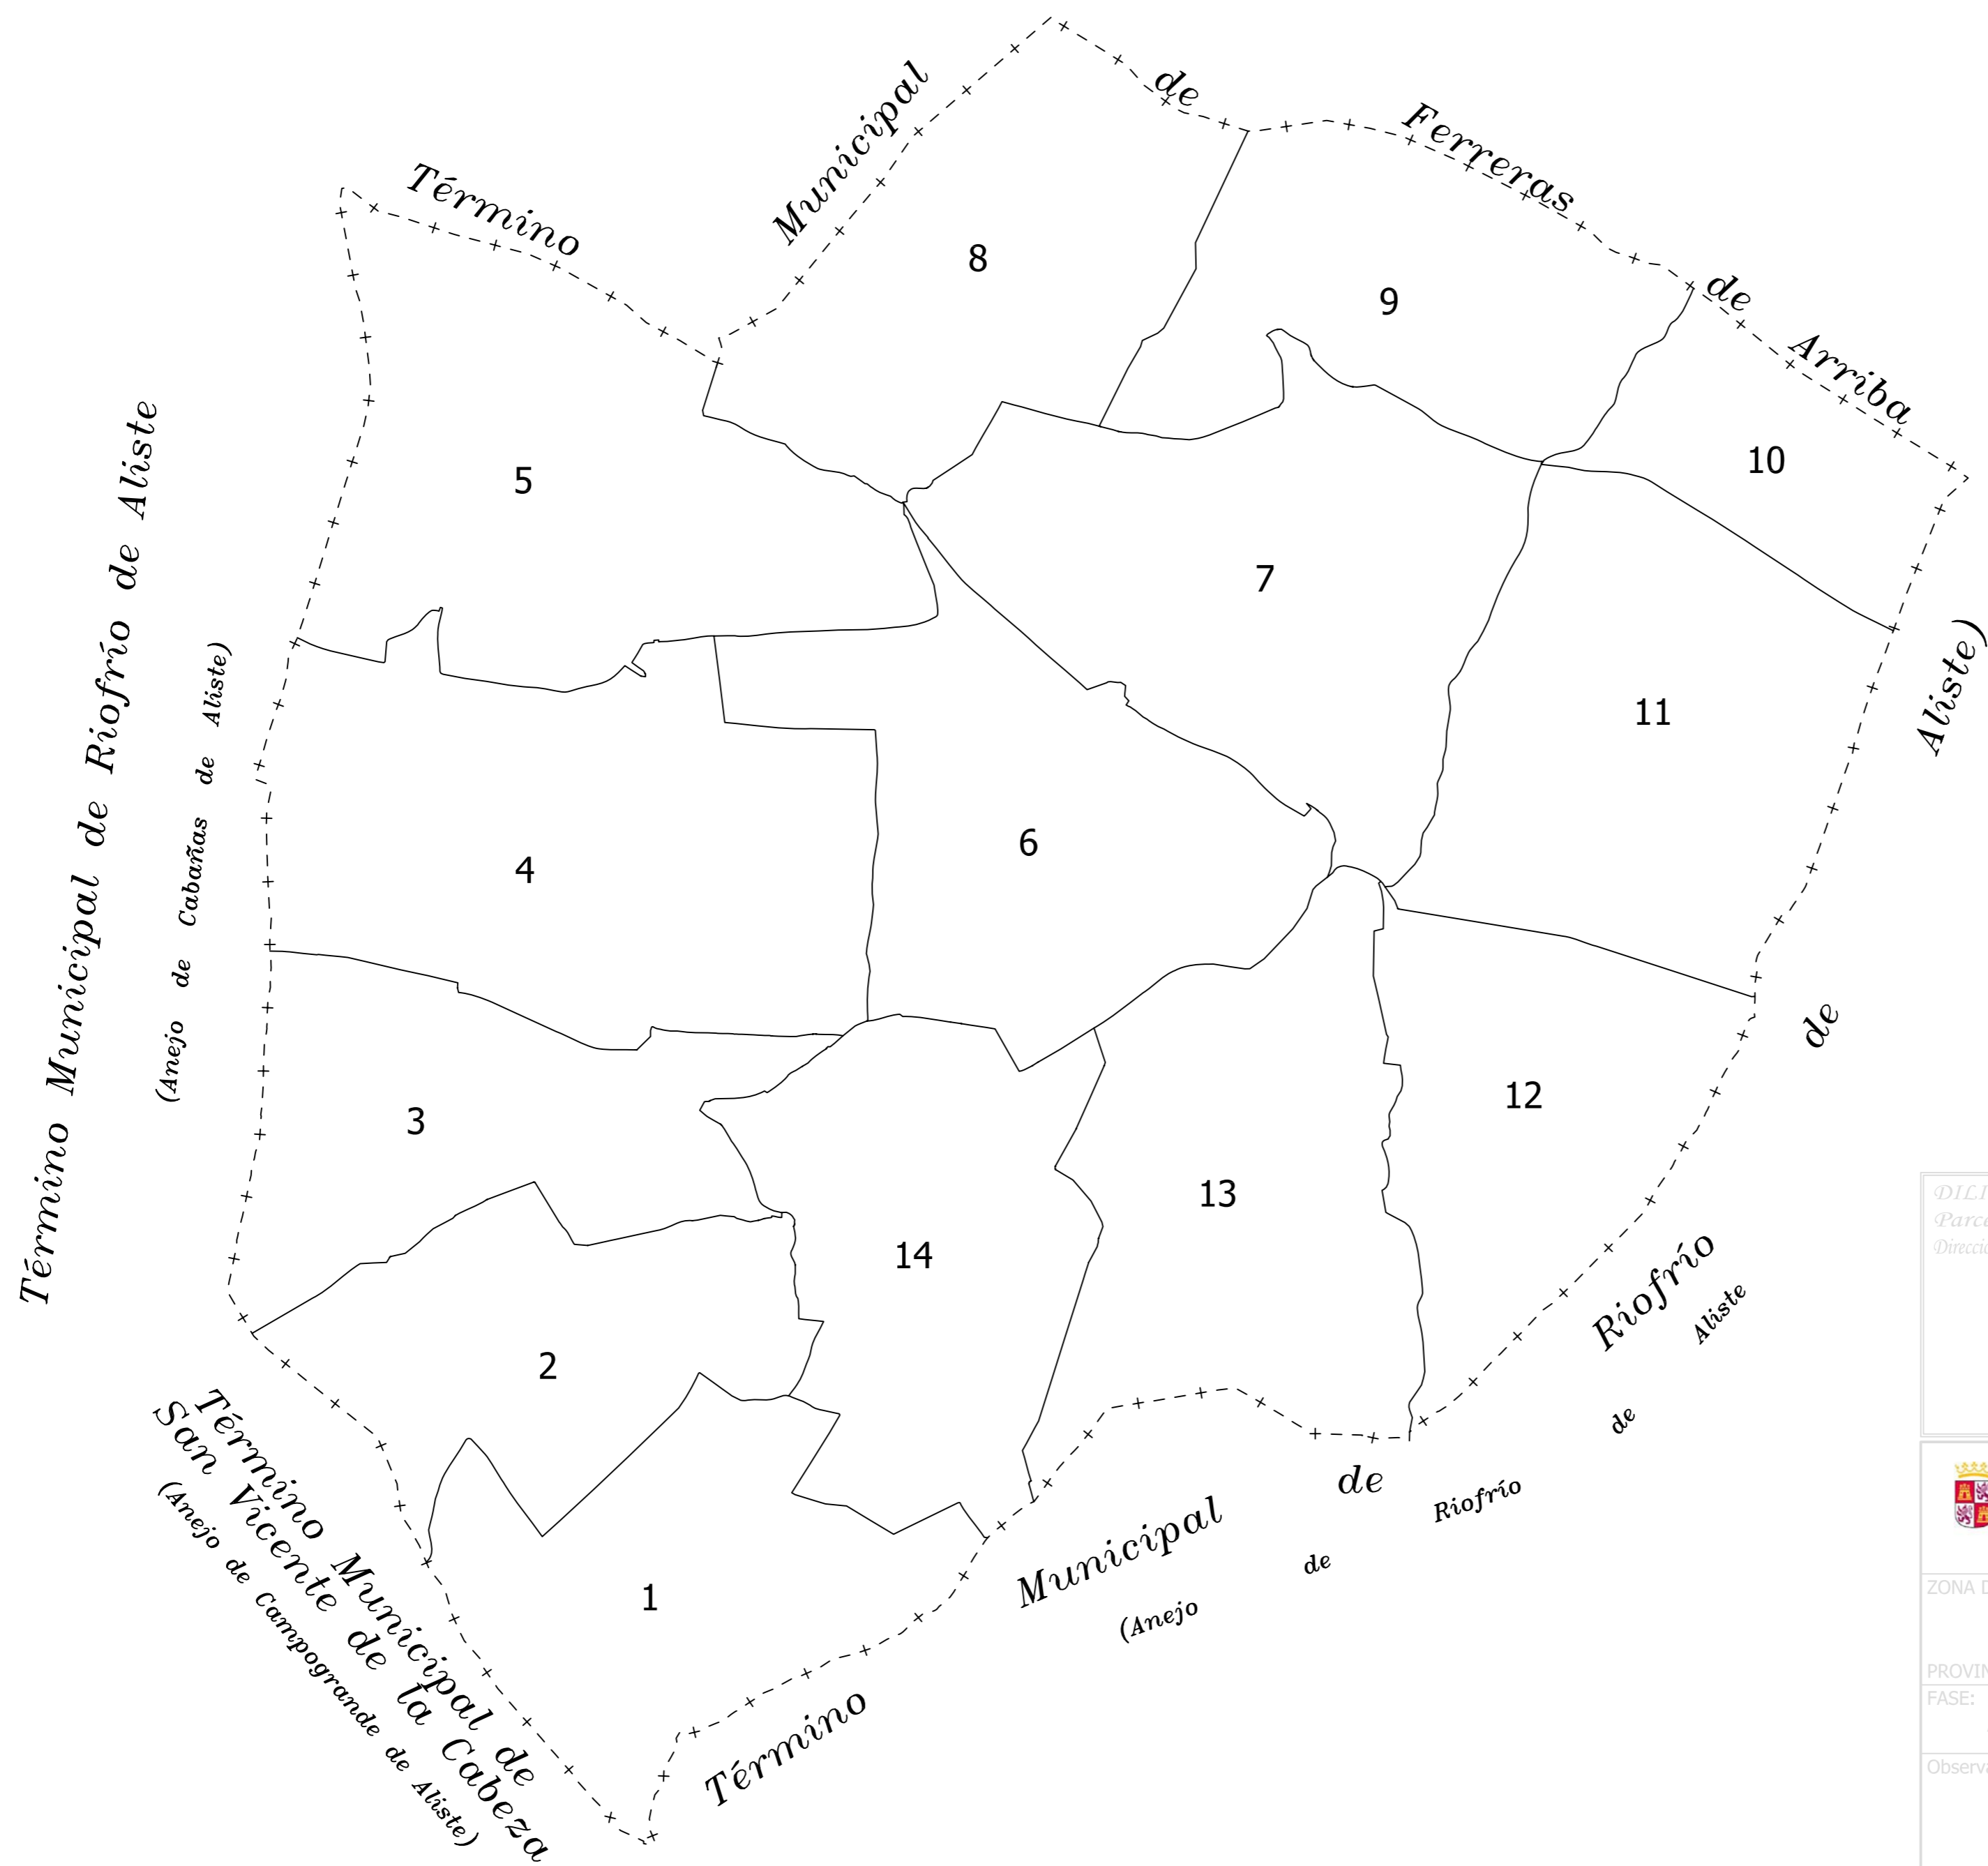 Término Municipal de Ferreras de Arriba
8
9
10
5
7
11
4
6
12
3
13
14
2
1
Término Municipal de Riofrío de Aliste
(Anejo de Cabañas de Aliste)
Término Municipal de
San Vicente de la Cabeza
(Anejo de Campogrande de Aliste)
Término Municipal de Riofrío de Aliste)
(Anejo de Riofrío de Aliste
ZONA
FASE: